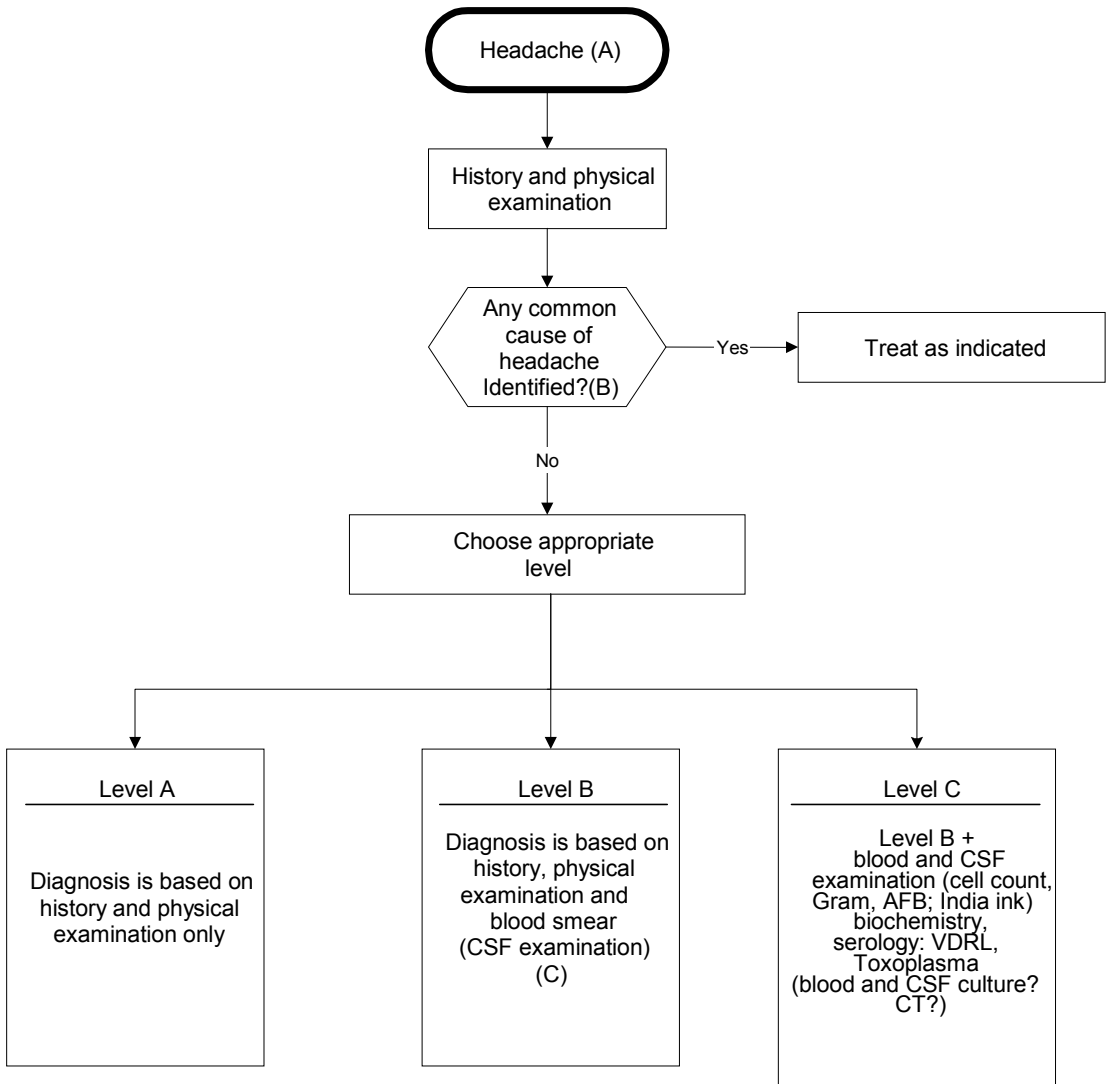 Headache (A)
History and physical
examination
Any common
cause of
headache
Identified?(B)
Yes
Treat as indicated
No
Choose appropriate
level
Level A
Diagnosis is based on
history and physical
examination only
Level B
Diagnosis is based on
history, physical
examination and
blood smear
(CSF examination)
(C)
Level C
Level B +
blood and CSF
examination (cell count,
Gram, AFB; India ink)
biochemistry,
serology: VDRL,
Toxoplasma
(blood and CSF culture?
CT?)